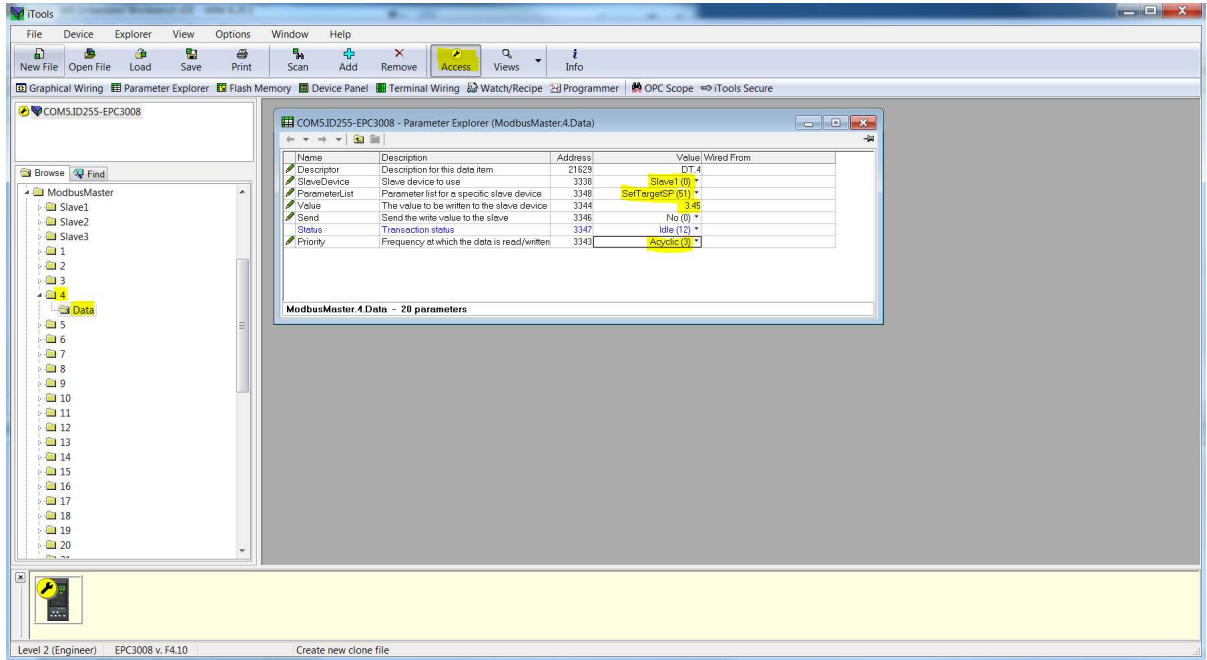 iTools
File Device Explorer View Options Window Help
New File Open File Load Save Print Scan Add Remove Access Views Info
Graphical Wiring Parameter Explorer Flash Memory Device Panel Terminal Wiring Watch/Recipe Programmer OPC Scope iTools Secure
COM5.ID255-EPC3008
Browse Find
ModbusMaster
Slave1
Slave2
Slave3
1
2
3
4
Data
5
6
7
8
9
10
11
12
13
14
15
16
17
18
19
20
COM5.ID255-EPC3008 - Parameter Explorer (ModbusMaster.4.Data)
Name Description Address Value Wired From
Descriptor Description for this data item 21629 DT.4
SlaveDevice Slave device to use 3338 Slave1 (0)
ParameterList Parameter list for a specific slave device 3348 SetTargetSP (51)
Value The value to be written to the slave device 3344 3.45
Send Send the write value to the slave 3346 No (0)
Status Transaction status 3347 Idle (12)
Priority Frequency at which the data is read/written 3343 Acyclic (3)
ModbusMaster.4.Data - 20 parameters
Level 2 (Engineer) EPC3008 v. F4.10 Create new clone file